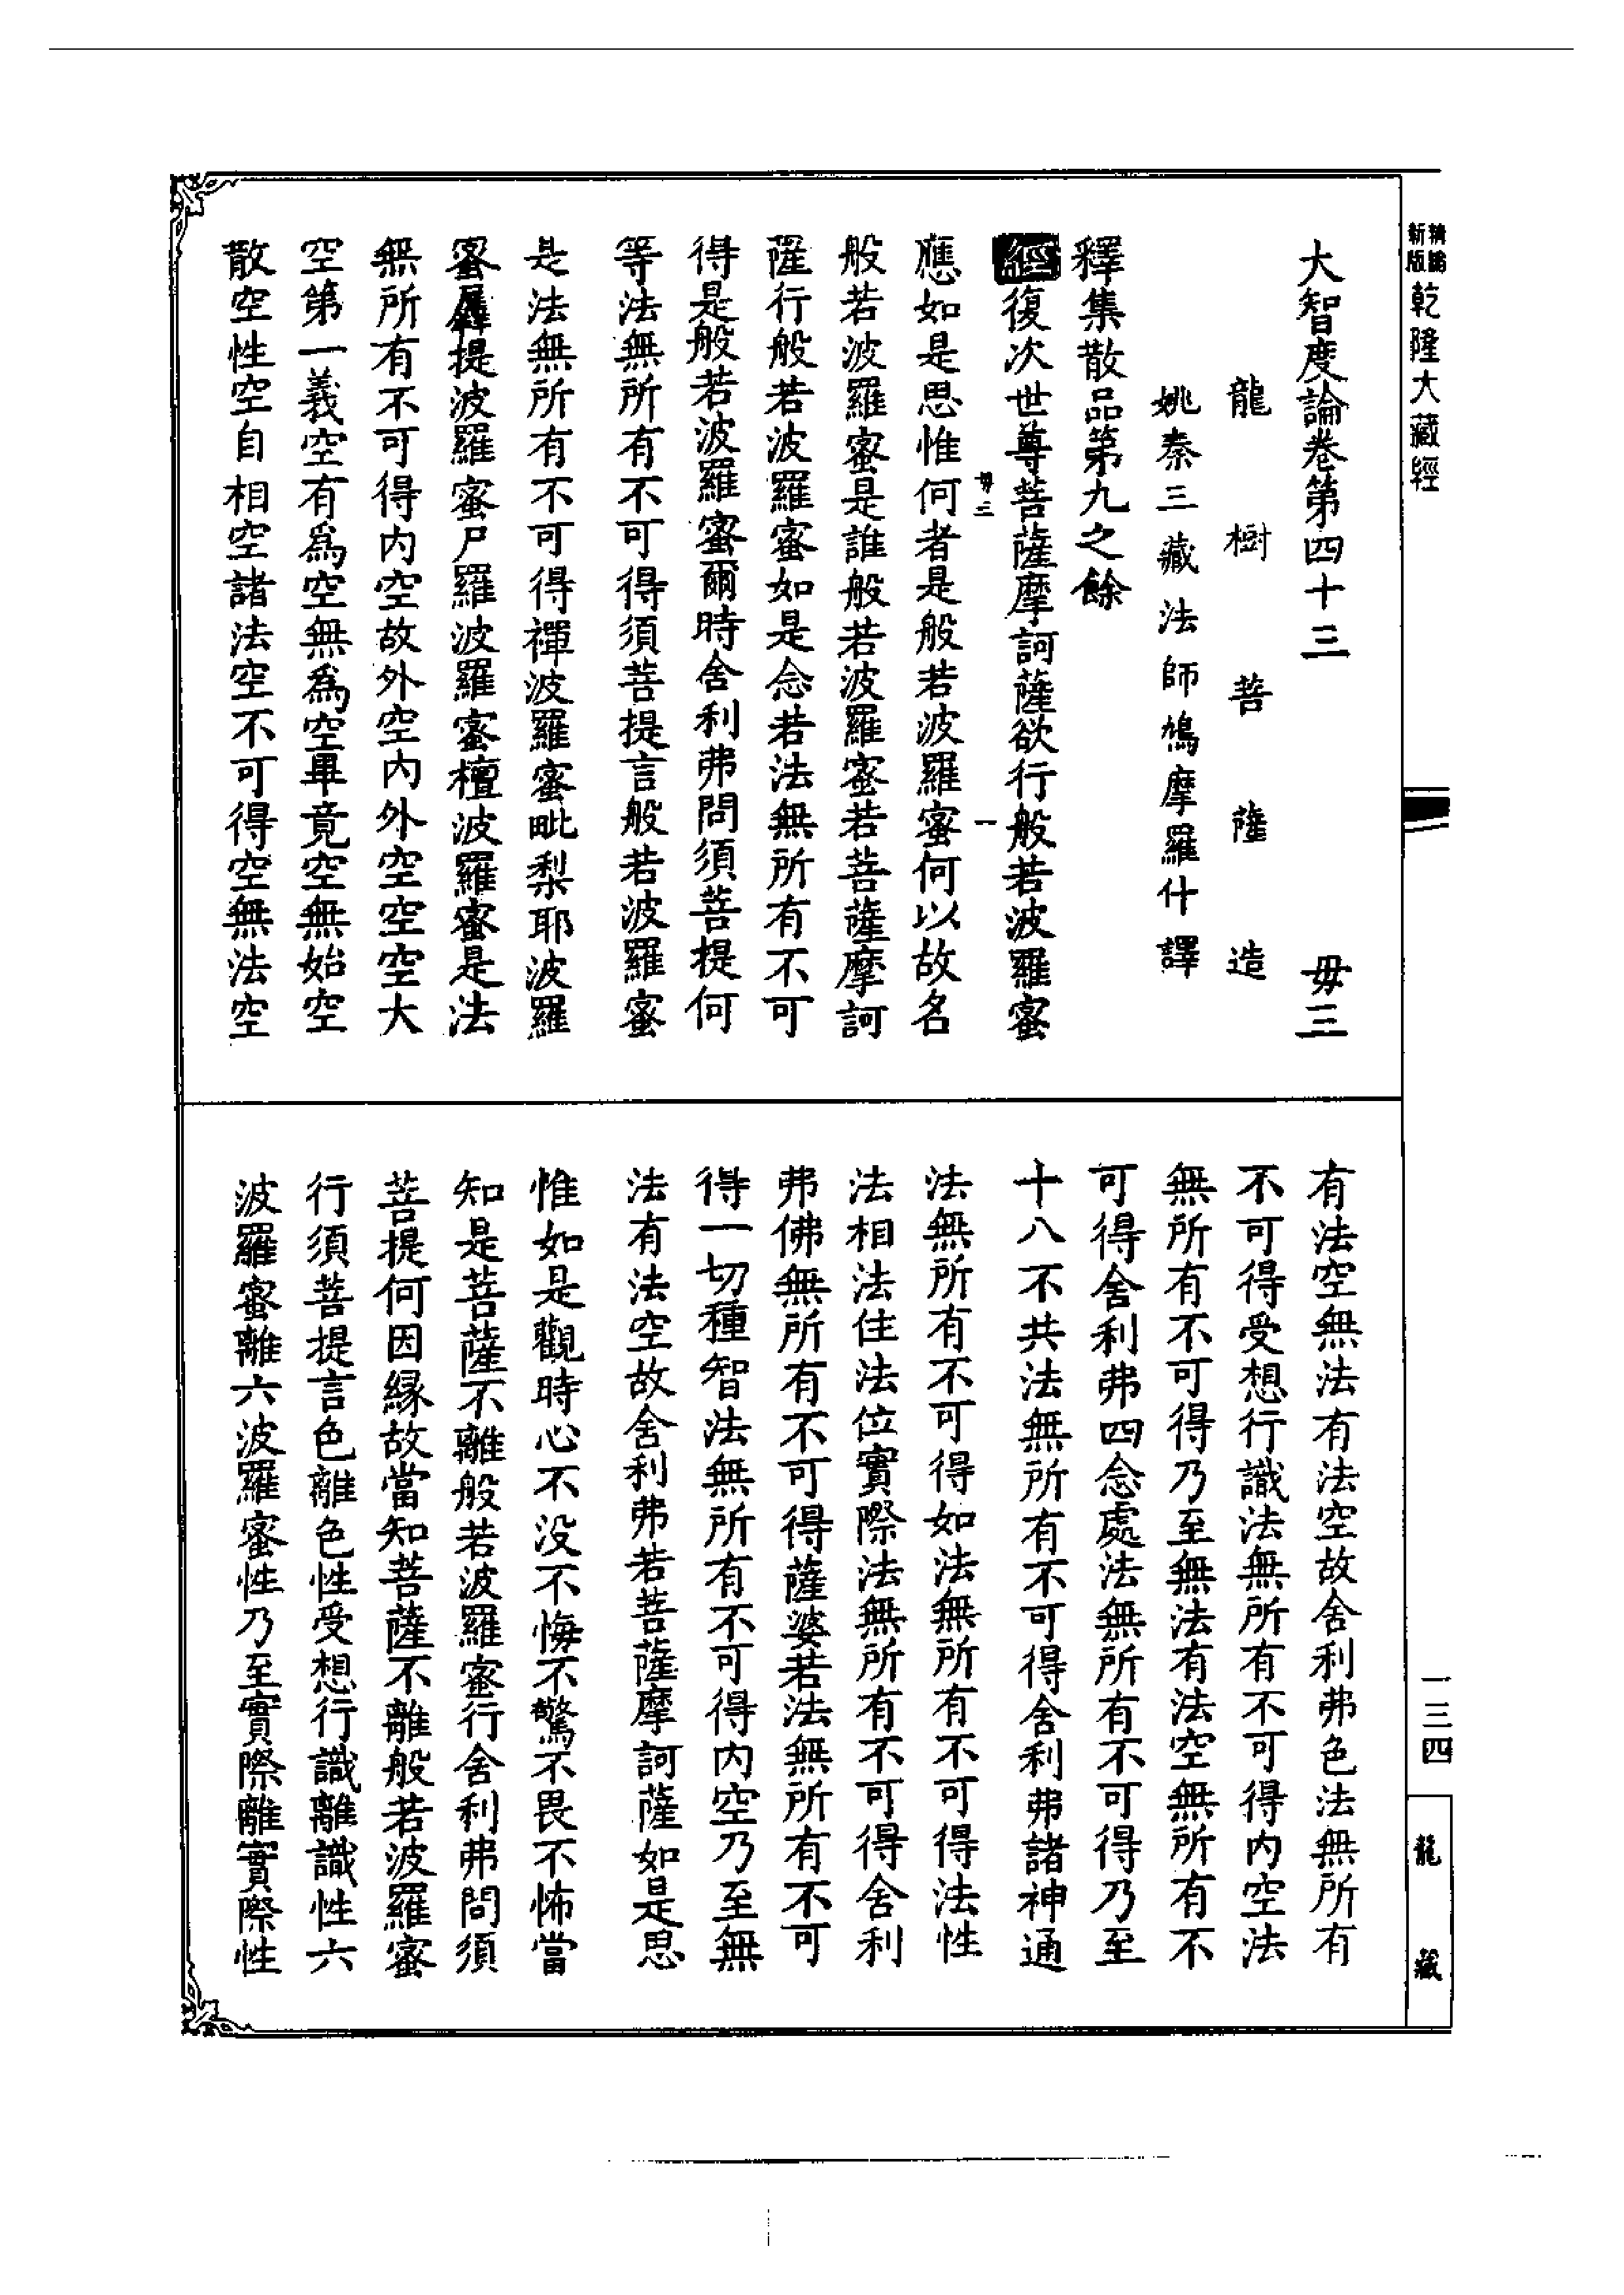 新版
精縮
乾隆大藏經
大智度論卷第四十三 毋三
龍樹菩薩造
姚秦三藏法師鳩摩羅什譯
釋集散品第九之餘
經復次世尊菩薩摩訶薩欲行般若波羅蜜
毋三 一
應如是思惟何者是般若波羅蜜何以故名
般若波羅蜜是誰般若波羅蜜若菩薩摩訶
薩行般若波羅蜜如是念若法無所有不可
得是般若波羅蜜爾時舍利弗問須菩提何
等法無所有不可得須菩提言般若波羅蜜
是法無所有不可得禪波羅蜜毗梨耶波羅
蜜羼提波羅蜜尸羅波羅蜜檀波羅蜜是法
無所有不可得內空故外空內外空空空大
空第一義空有為空無為空畢竟空無始空
散空性空自相空諸法空不可得空無法空
有法空無法有法空故舍利弗色法無所有
不可得受想行識法無所有不可得內空法
無所有不可得乃至無法有法空無所有不
可得舍利弗四念處法無所有不可得乃至
十八不共法無所有不可得舍利弗諸神通
法無所有不可得如法無所有不可得法性
法相法住法位實際法無所有不可得舍利
弗佛無所有不可得薩婆若法無所有不可
得一切種智法無所有不可得內空乃至無
法有法空故舍利弗若菩薩摩訶薩如是思
惟如是觀時心不沒不悔不驚不畏不怖當
知是菩薩不離般若波羅蜜行舍利弗問須
菩提何因緣故當知菩薩不離般若波羅蜜
行須菩提言色離色性受想行識離識性六
波羅蜜離六波羅蜜性乃至實際離實際性
一三四
龍藏